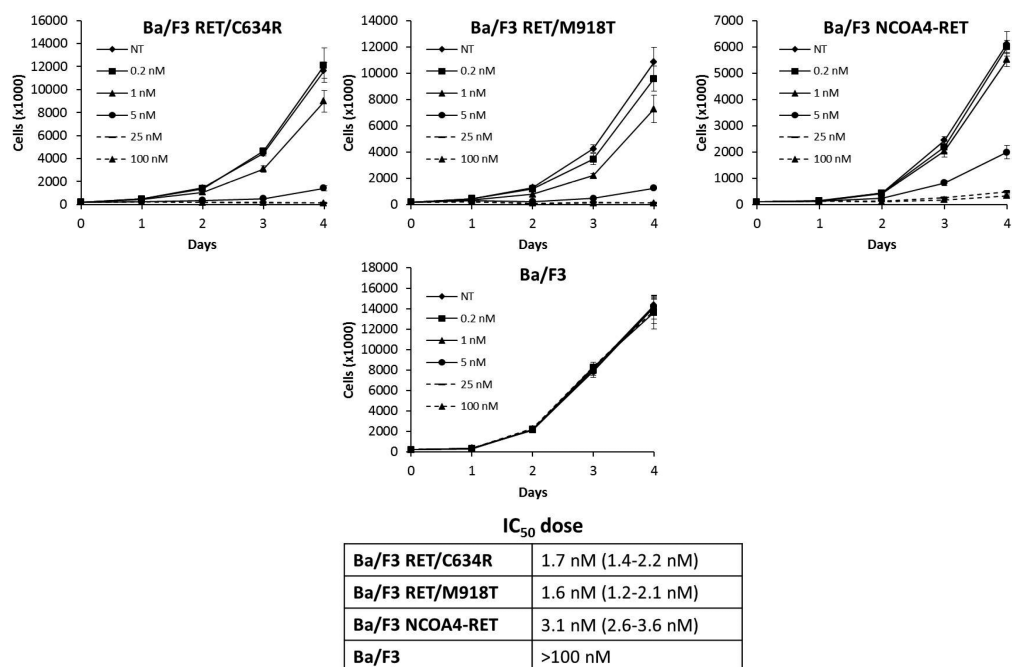 Ba/F3 RET/C634R
16000
14000
12000
10000
8000
6000
4000
2000
0
Cells (x1000)
NT
0.2 nM
1 nM
5 nM
25 nM
100 nM
0 1 2 3 4
Days
Ba/F3 RET/M918T
14000
12000
10000
8000
6000
4000
2000
0
Cells (x1000)
NT
0.2 nM
1 nM
5 nM
25 nM
100 nM
0 1 2 3 4
Days
Ba/F3 NCOA4-RET
7000
6000
5000
4000
3000
2000
1000
0
Cells (x1000)
NT
0.2 nM
1 nM
5 nM
25 nM
100 nM
0 1 2 3 4
Days
Ba/F3
18000
16000
14000
12000
10000
8000
6000
4000
2000
0
Cells (x1000)
NT
0.2 nM
1 nM
5 nM
25 nM
100 nM
0 1 2 3 4
Days
IC50 dose
Ba/F3 RET/C634R 1.7 nM (1.4-2.2 nM)
Ba/F3 RET/M918T 1.6 nM (1.2-2.1 nM)
Ba/F3 NCOA4-RET 3.1 nM (2.6-3.6 nM)
Ba/F3 >100 nM